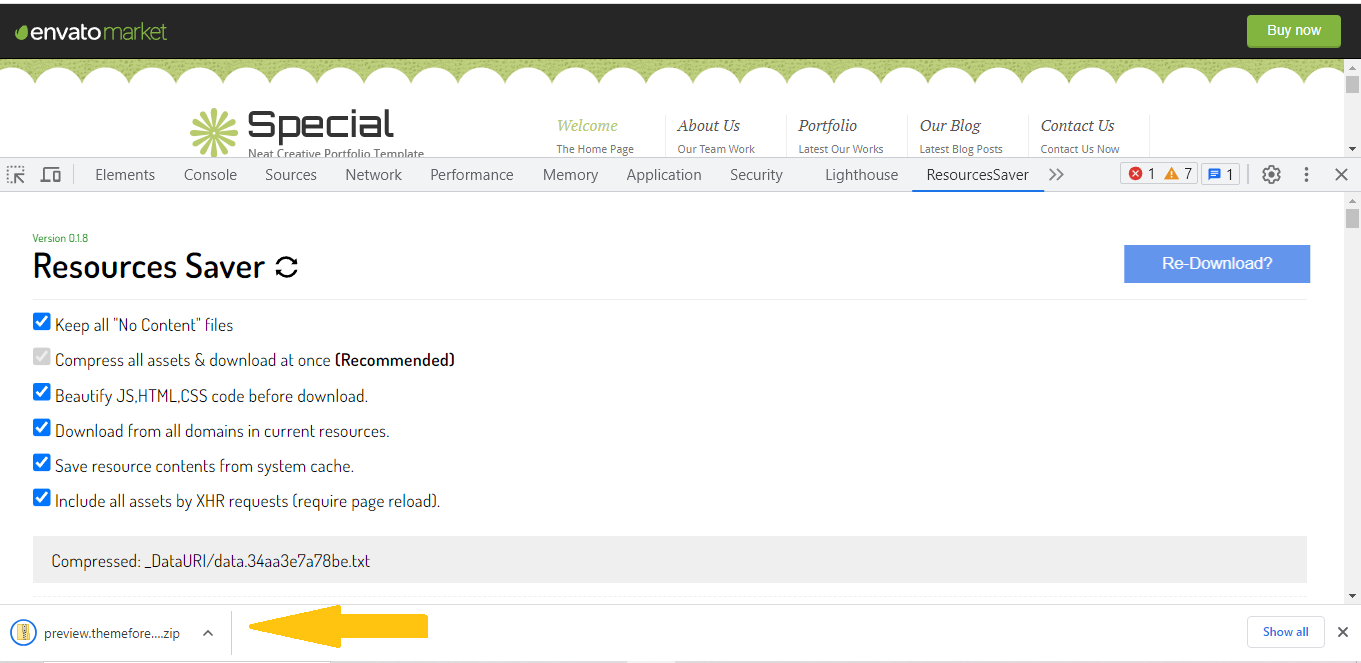 envato market
Buy now
Special
Neat Creative Portfolio Template
Welcome
The Home Page
About Us
Our Team Work
Portfolio
Latest Our Works
Our Blog
Latest Blog Posts
Contact Us
Contact Us Now
Elements Console Sources Network Performance Memory Application Security Lighthouse ResourcesSaver 1 7 1
Version 0.1.8
Resources Saver
Re-Download?
Keep all "No Content" files
Compress all assets & download at once (Recommended)
Beautify JS,HTML,CSS code before download.
Download from all domains in current resources.
Save resource contents from system cache.
Include all assets by XHR requests (require page reload).
Compressed: _DataURI/data.34aa3e7a78be.txt
preview.themefore....zip
Show all